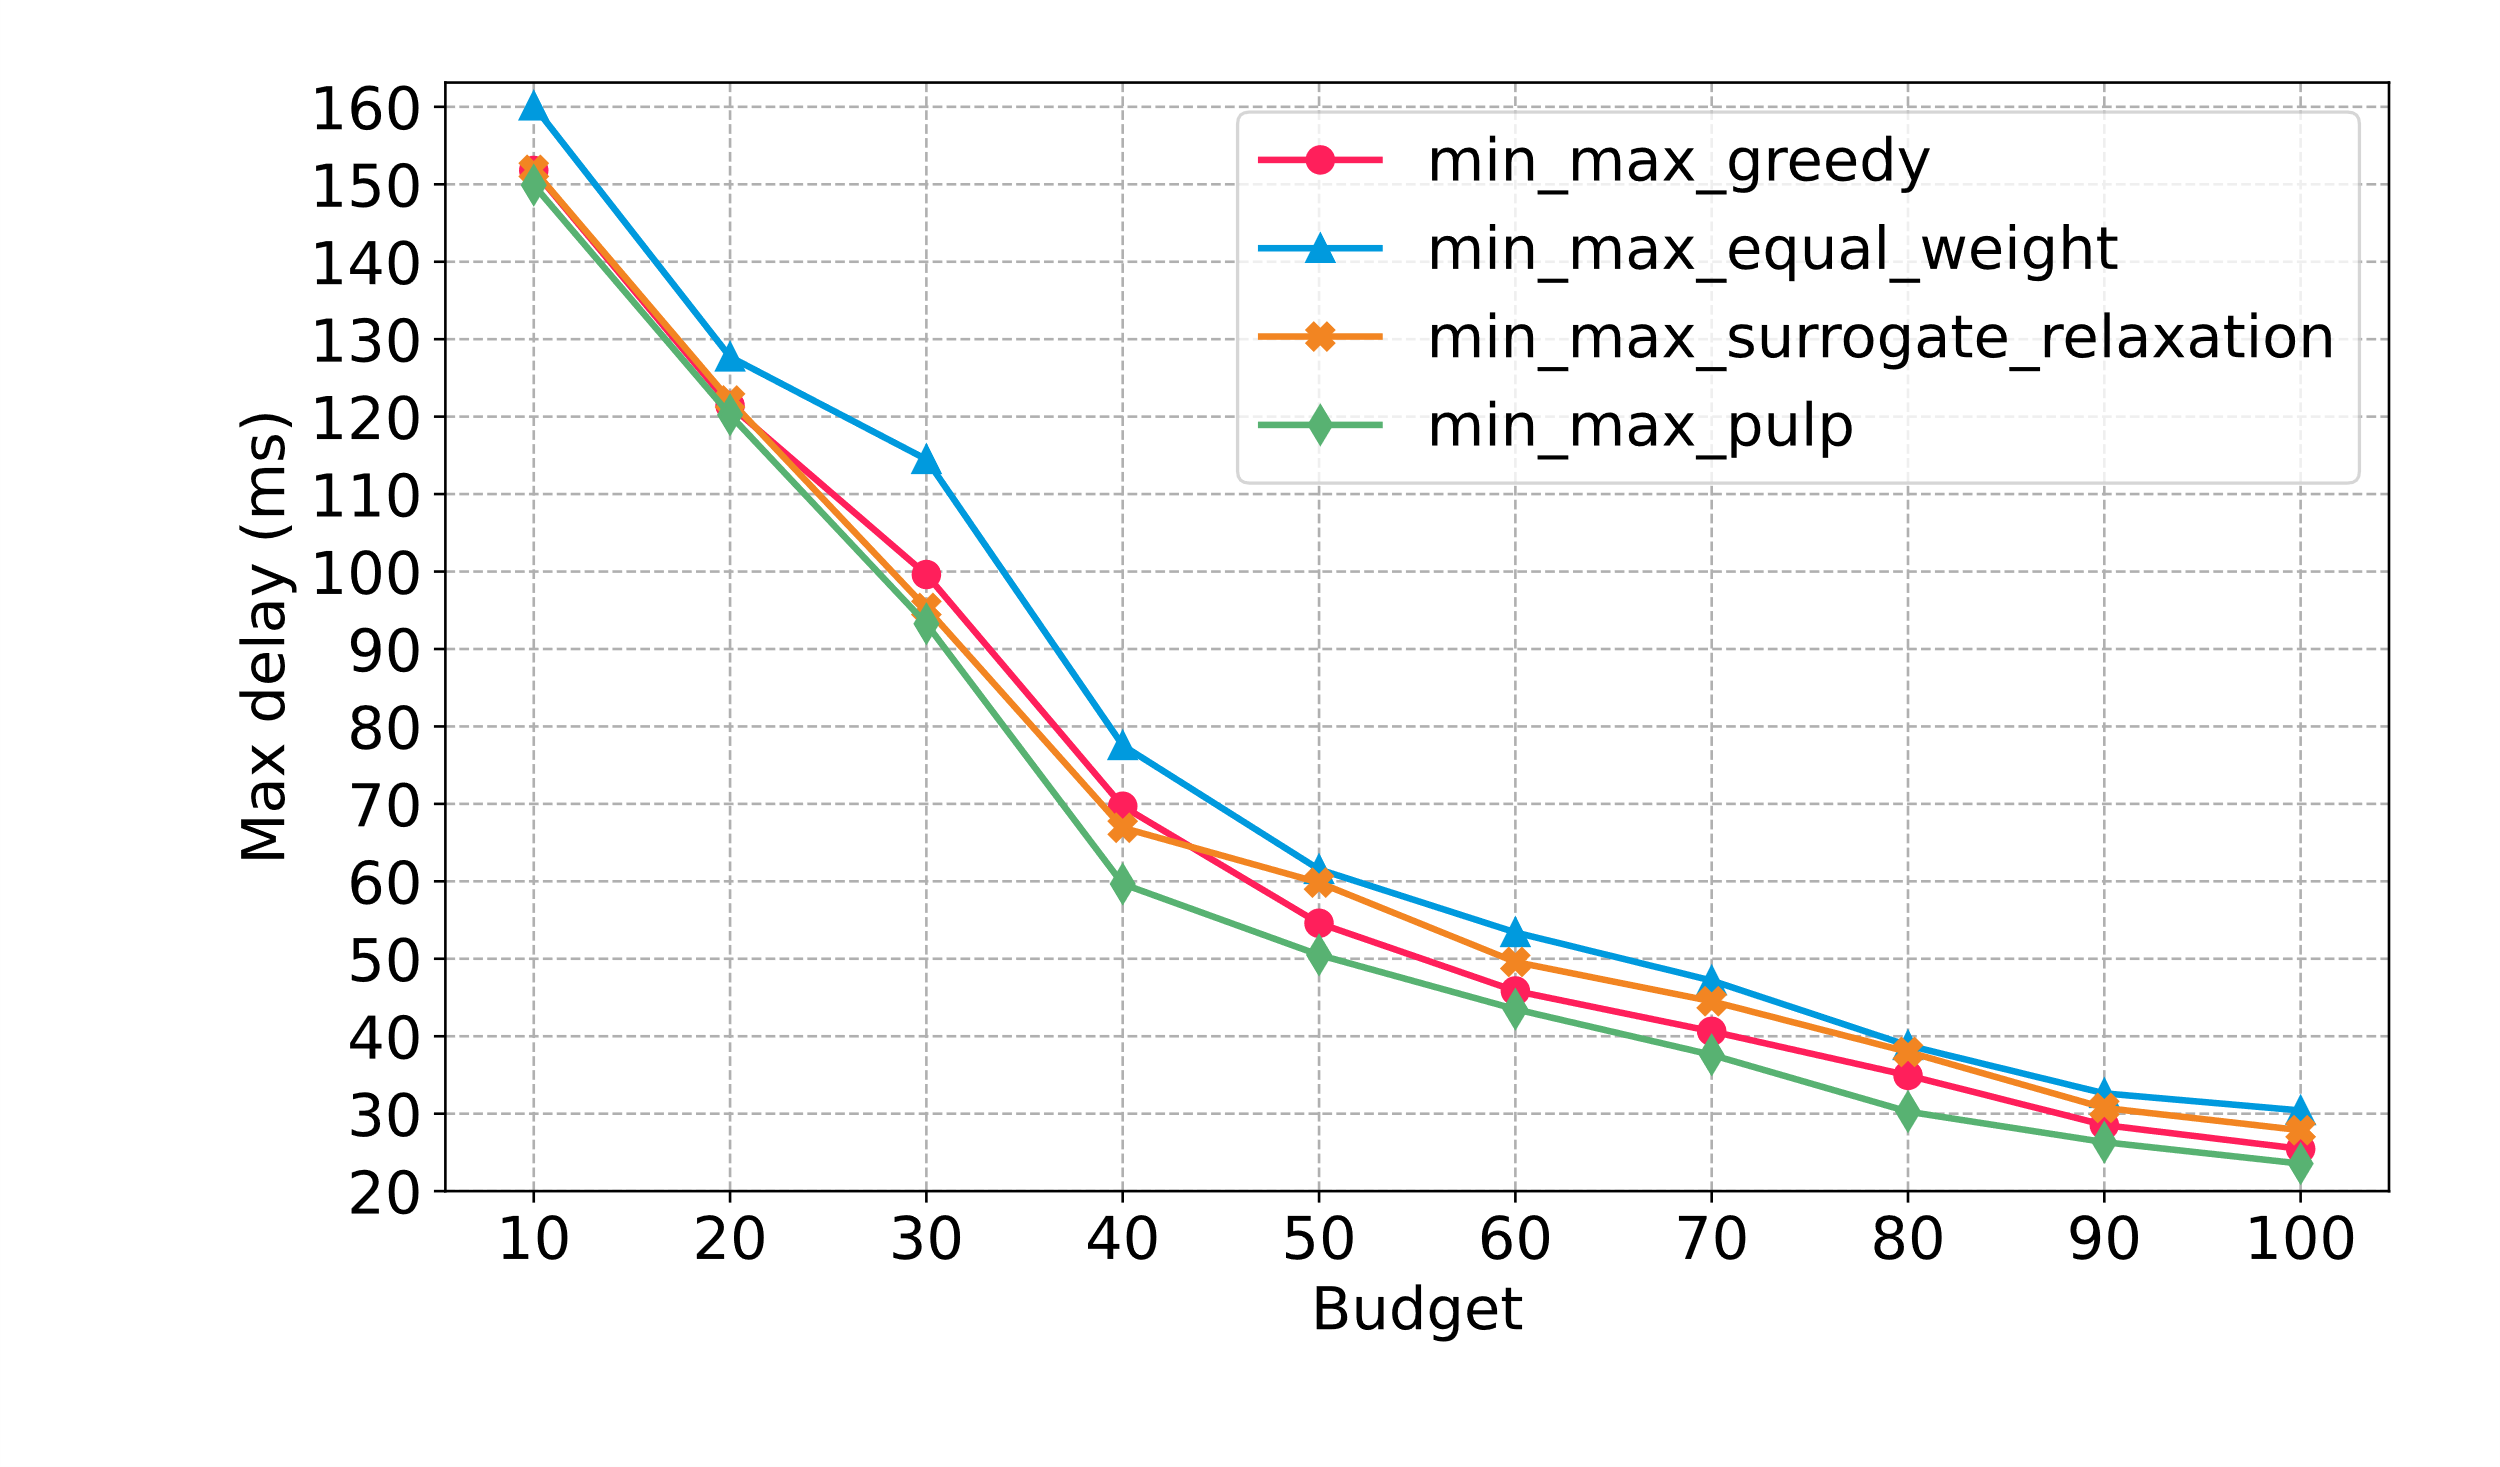 160
150
140
130
120
110
100
90
80
70
60
50
40
30
20
Max delay (ms)
min_max_greedy
min_max_equal_weight
min_max_surrogate_relaxation
min_max_pulp
10 20 30 40 50 60 70 80 90 100
Budget